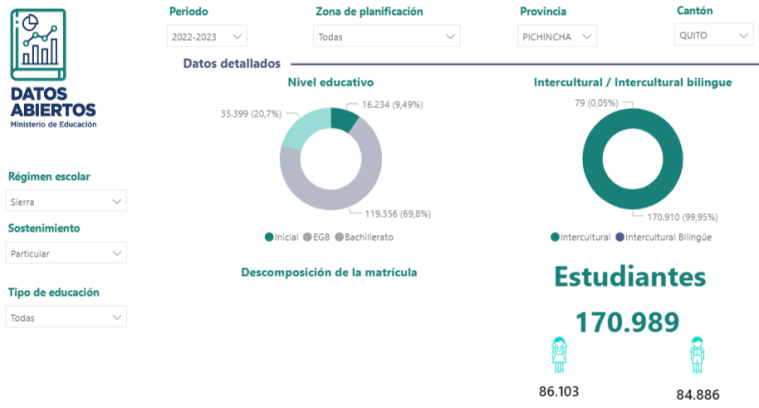 Periodo
Zona de planificación
Provincia
Cantón
2022-2023
Todas
PICHINCHA
QUITO
DATOS
ABIERTOS
Ministerio de Educación
Datos detallados
Nivel educativo
Intercultural / Intercultural bilingue
35.399 (20,7%)
16.234 (9,49%)
119.356 (69,8%)
79 (0,05%)
170.910 (99,95%)
Inicial EGB Bachillerato
Intercultural Intercultural Bilingüe
Régimen escolar
Sierra
Sostenimiento
Particular
Tipo de educación
Todas
Descomposición de la matrícula
Estudiantes
170.989
86.103
84.886